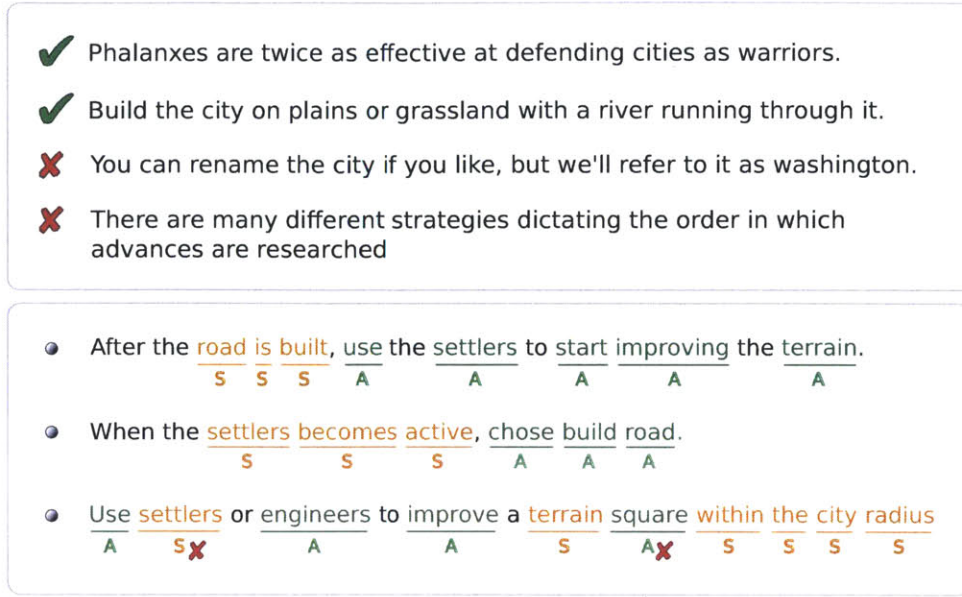 ✔ Phalanxes are twice as effective at defending cities as warriors.
✔ Build the city on plains or grassland with a river running through it.
✘ You can rename the city if you like, but we'll refer to it as washington.
✘ There are many different strategies dictating the order in which
advances are researched
After the road is built, use the settlers to start improving the terrain.
S S S A A A A A
When the settlers becomes active, chose build road.
S S S A A A
Use settlers or engineers to improve a terrain square within the city radius
A S✘ A A S A✘ S S S S